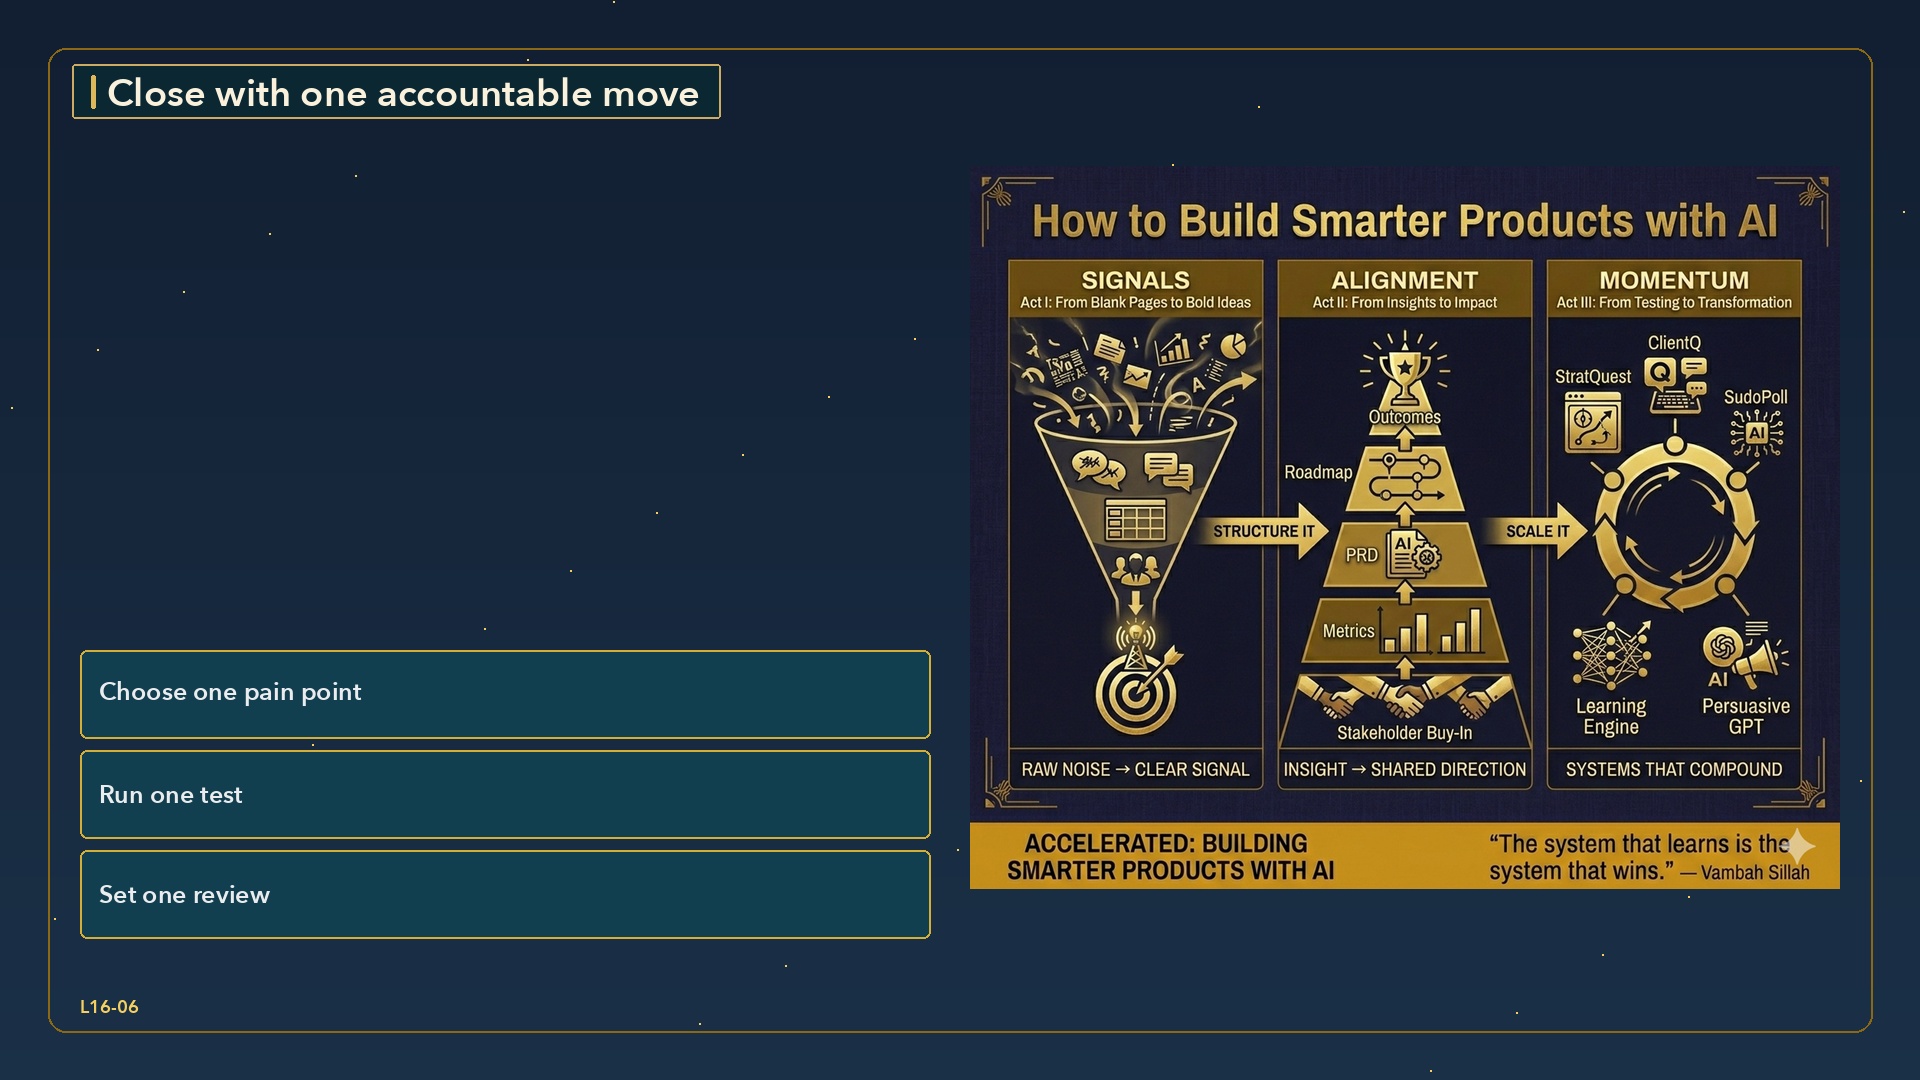 Close with one accountable move
Choose one pain point
Run one test
Set one review
L16-06
How to Build Smarter Products with AI
SIGNALS
Act I: From Blank Pages to Bold Ideas
RAW NOISE → CLEAR SIGNAL
STRUCTURE IT
ALIGNMENT
Act II: From Insights to Impact
Outcomes
Roadmap
PRD
AI
Metrics
Stakeholder Buy-In
INSIGHT → SHARED DIRECTION
SCALE IT
MOMENTUM
Act III: From Testing to Transformation
ClientQ
Q
StratQuest
SudoPoll
AI
Learning
Engine
AI
Persuasive
GPT
SYSTEMS THAT COMPOUND
ACCELERATED: BUILDING
SMARTER PRODUCTS WITH AI
“The system that learns is the
system that wins.” — Vambah Sillah